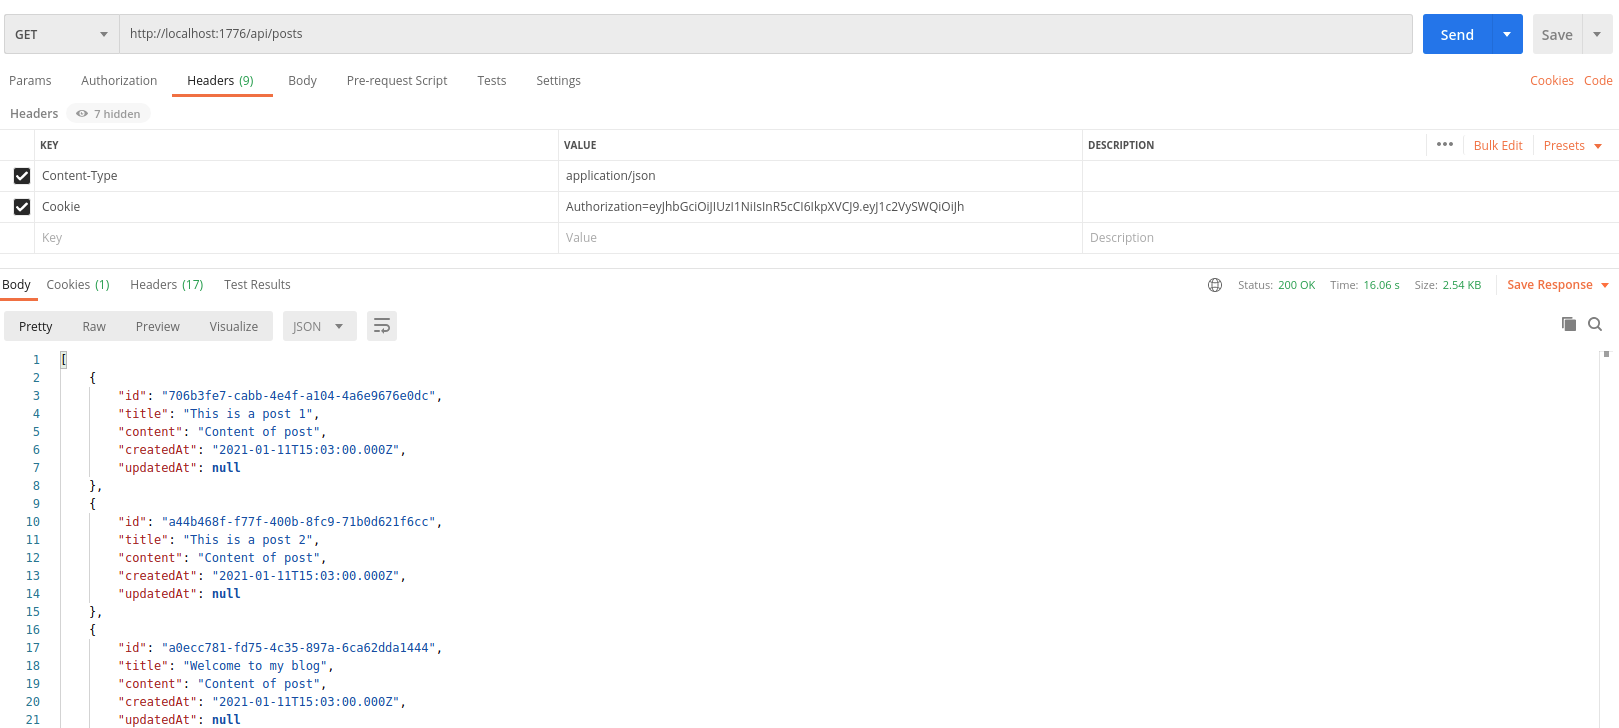 GET http://localhost:1776/api/posts Send Save
Params Authorization Headers (9) Body Pre-request Script Tests Settings Cookies Code
Headers 7 hidden
KEY VALUE DESCRIPTION ••• Bulk Edit Presets
Content-Type application/json
Cookie Authorization=eyJhbGciOiJIUzI1NiIsInR5cCI6IkpXVCJ9.eyJ1c2VySWQiOiJh
Key Value Description
Body Cookies (1) Headers (17) Test Results Status: 200 OK Time: 16.06 s Size: 2.54 KB Save Response
Pretty Raw Preview Visualize JSON
1 [
2 {
3 "id": "706b3fe7-cabb-4e4f-a104-4a6e9676e0dc",
4 "title": "This is a post 1",
5 "content": "Content of post",
6 "createdAt": "2021-01-11T15:03:00.000Z",
7 "updatedAt": null
8 },
9 {
10 "id": "a44b468f-f77f-400b-8fc9-71b0d621f6cc",
11 "title": "This is a post 2",
12 "content": "Content of post",
13 "createdAt": "2021-01-11T15:03:00.000Z",
14 "updatedAt": null
15 },
16 {
17 "id": "a0ecc781-fd75-4c35-897a-6ca62dda1444",
18 "title": "Welcome to my blog",
19 "content": "Content of post",
20 "createdAt": "2021-01-11T15:03:00.000Z",
21 "updatedAt": null